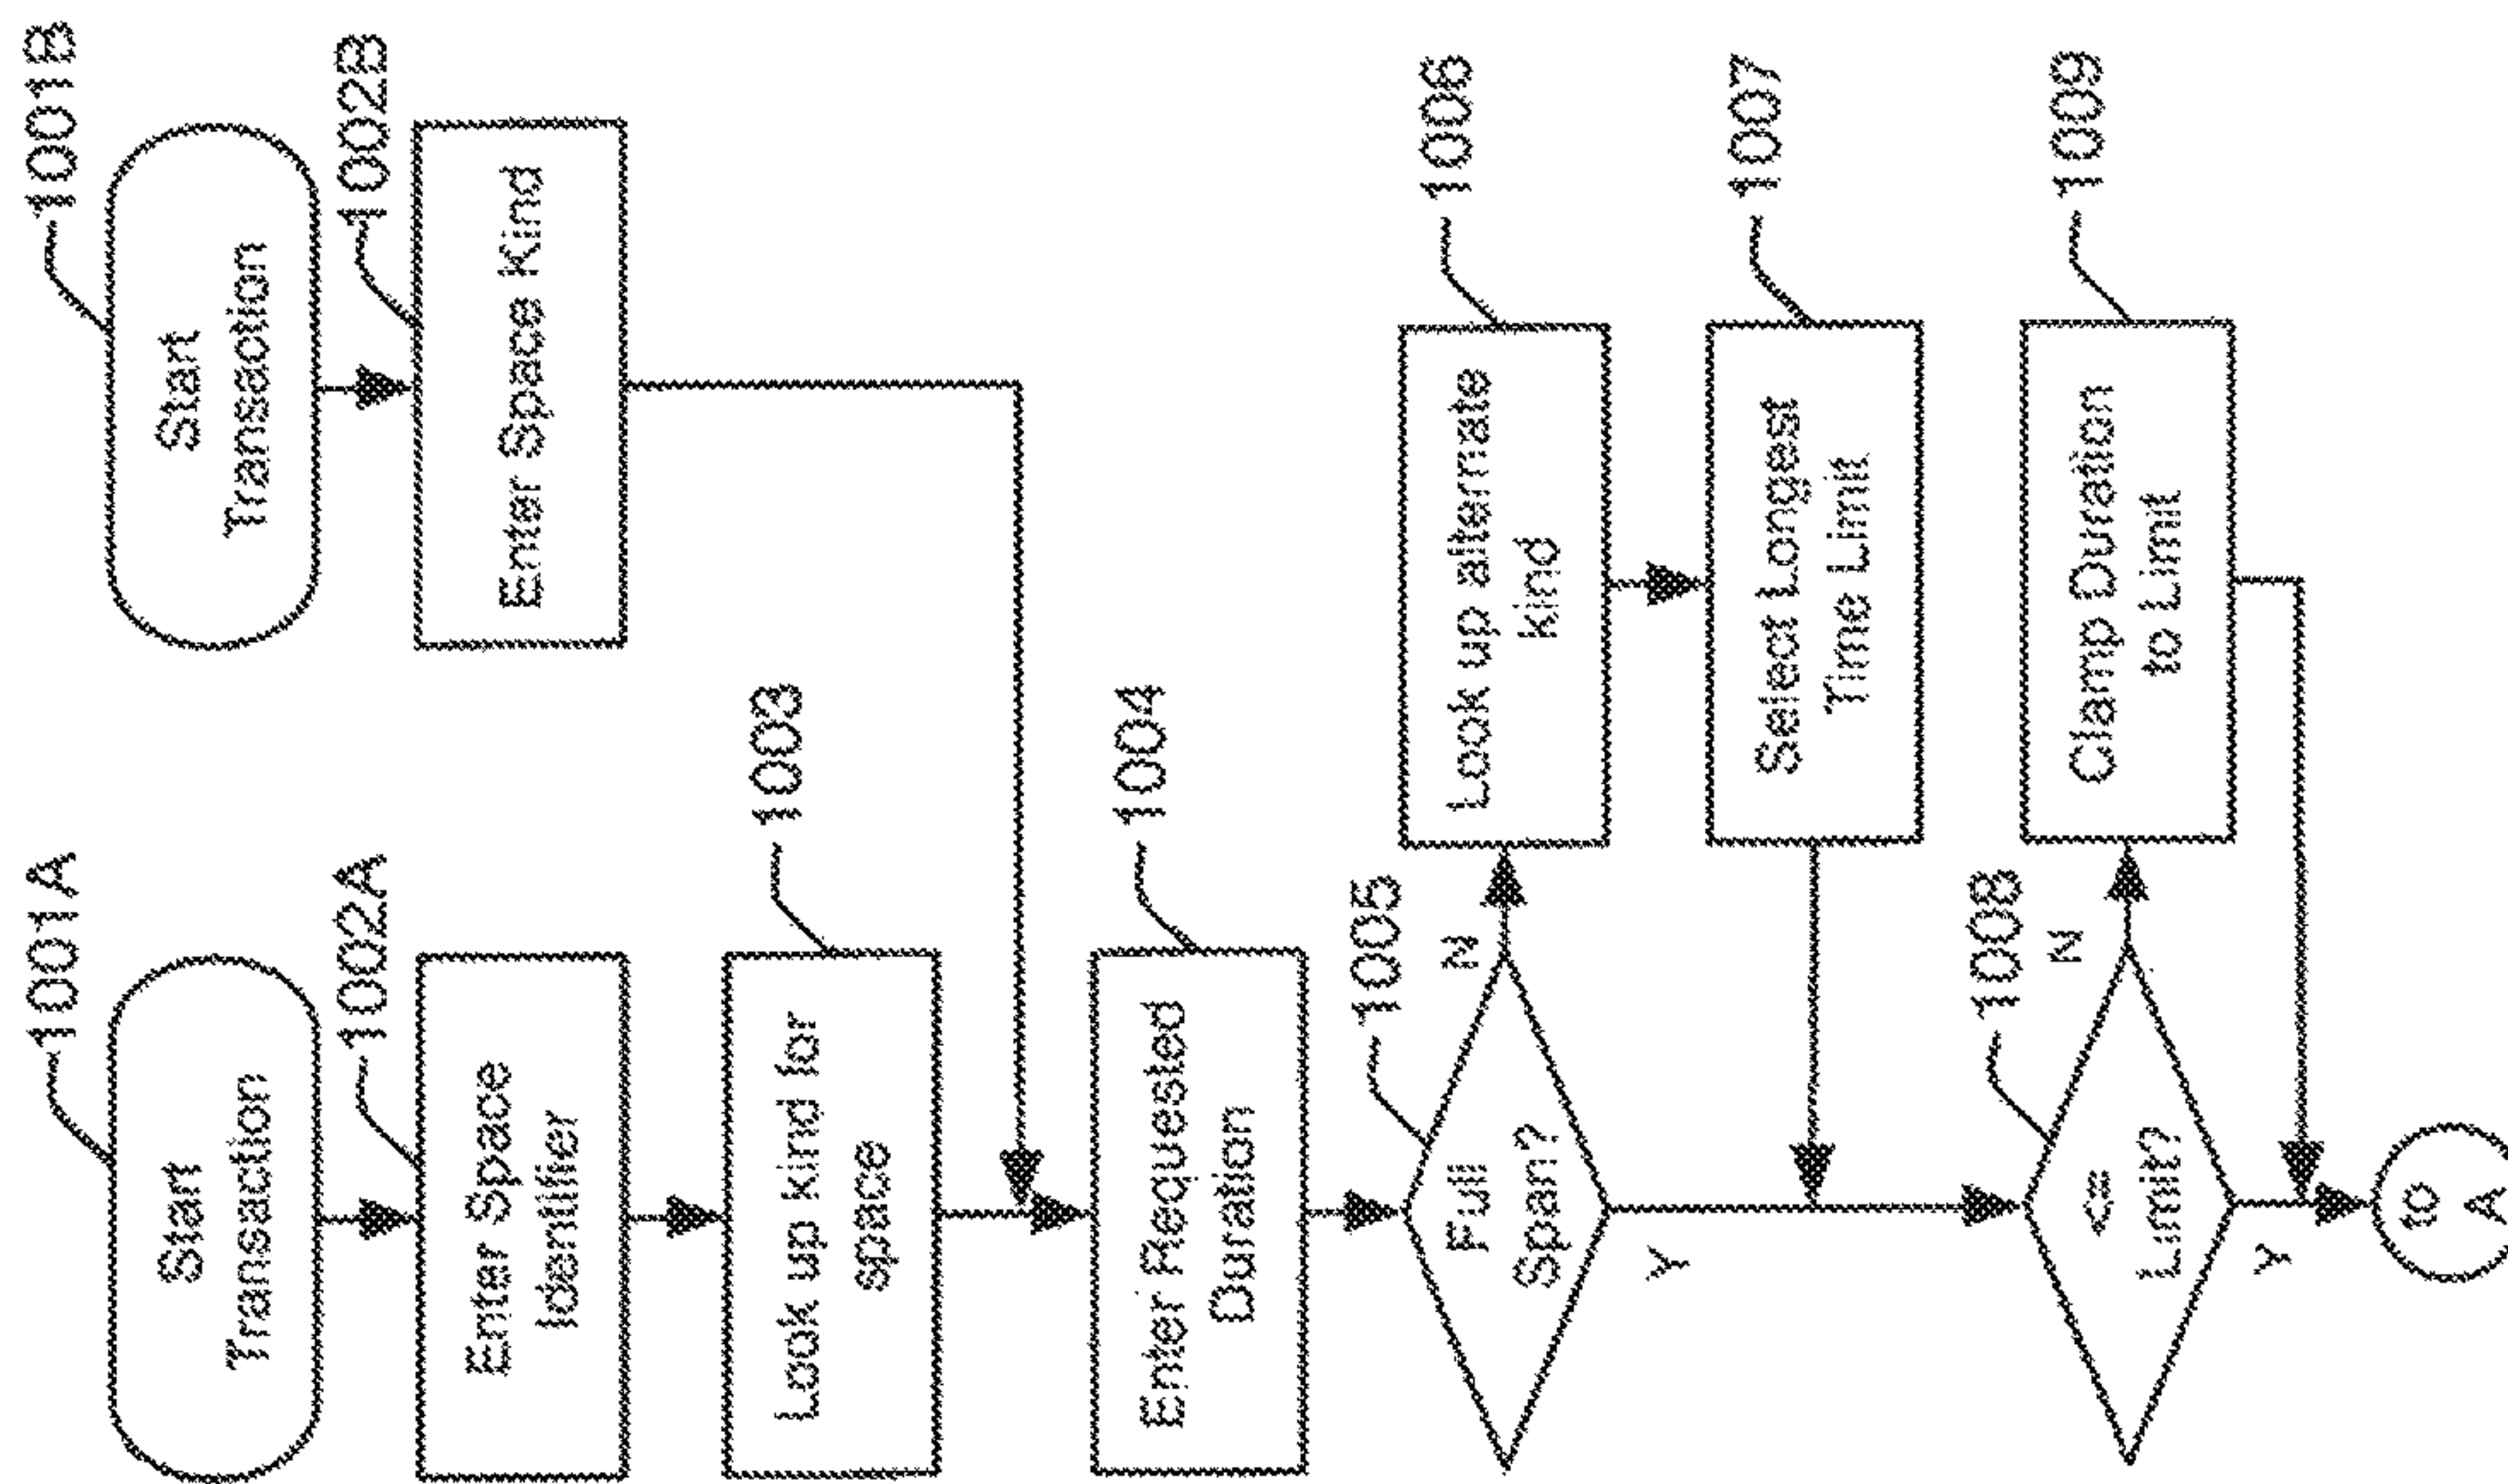 1001A
Start
Transaction
1001B
Start
Transaction
1002A
Enter Space
Identifier
1002B
Enter Space Kind
1003
Look up kind for
space
1004
Enter Requested
Duration
1005
Full
Span?
N
Y
1006
Look up alternate
kind
1007
Select Longest
Time Limit
1008
<=
Limit?
N
Y
1009
Clamp Duration
to Limit
10
A